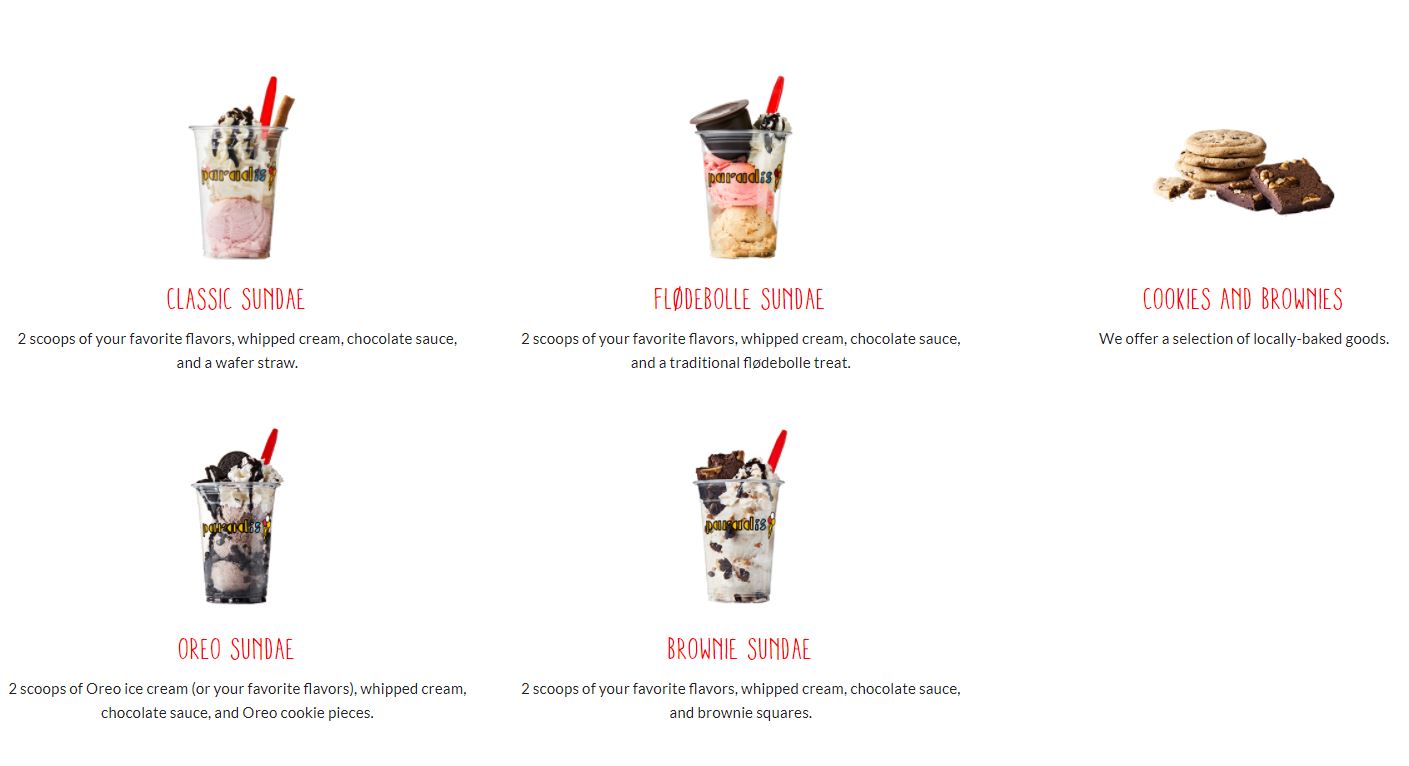 paradis
CLASSIC SUNDAE
2 scoops of your favorite flavors, whipped cream, chocolate sauce,
and a wafer straw.
paradis
FLØDEBOLLE SUNDAE
2 scoops of your favorite flavors, whipped cream, chocolate sauce,
and a traditional flødebolle treat.
COOKIES AND BROWNIES
We offer a selection of locally-baked goods.
paradis
OREO SUNDAE
2 scoops of Oreo ice cream (or your favorite flavors), whipped cream,
chocolate sauce, and Oreo cookie pieces.
paradis
BROWNIE SUNDAE
2 scoops of your favorite flavors, whipped cream, chocolate sauce,
and brownie squares.